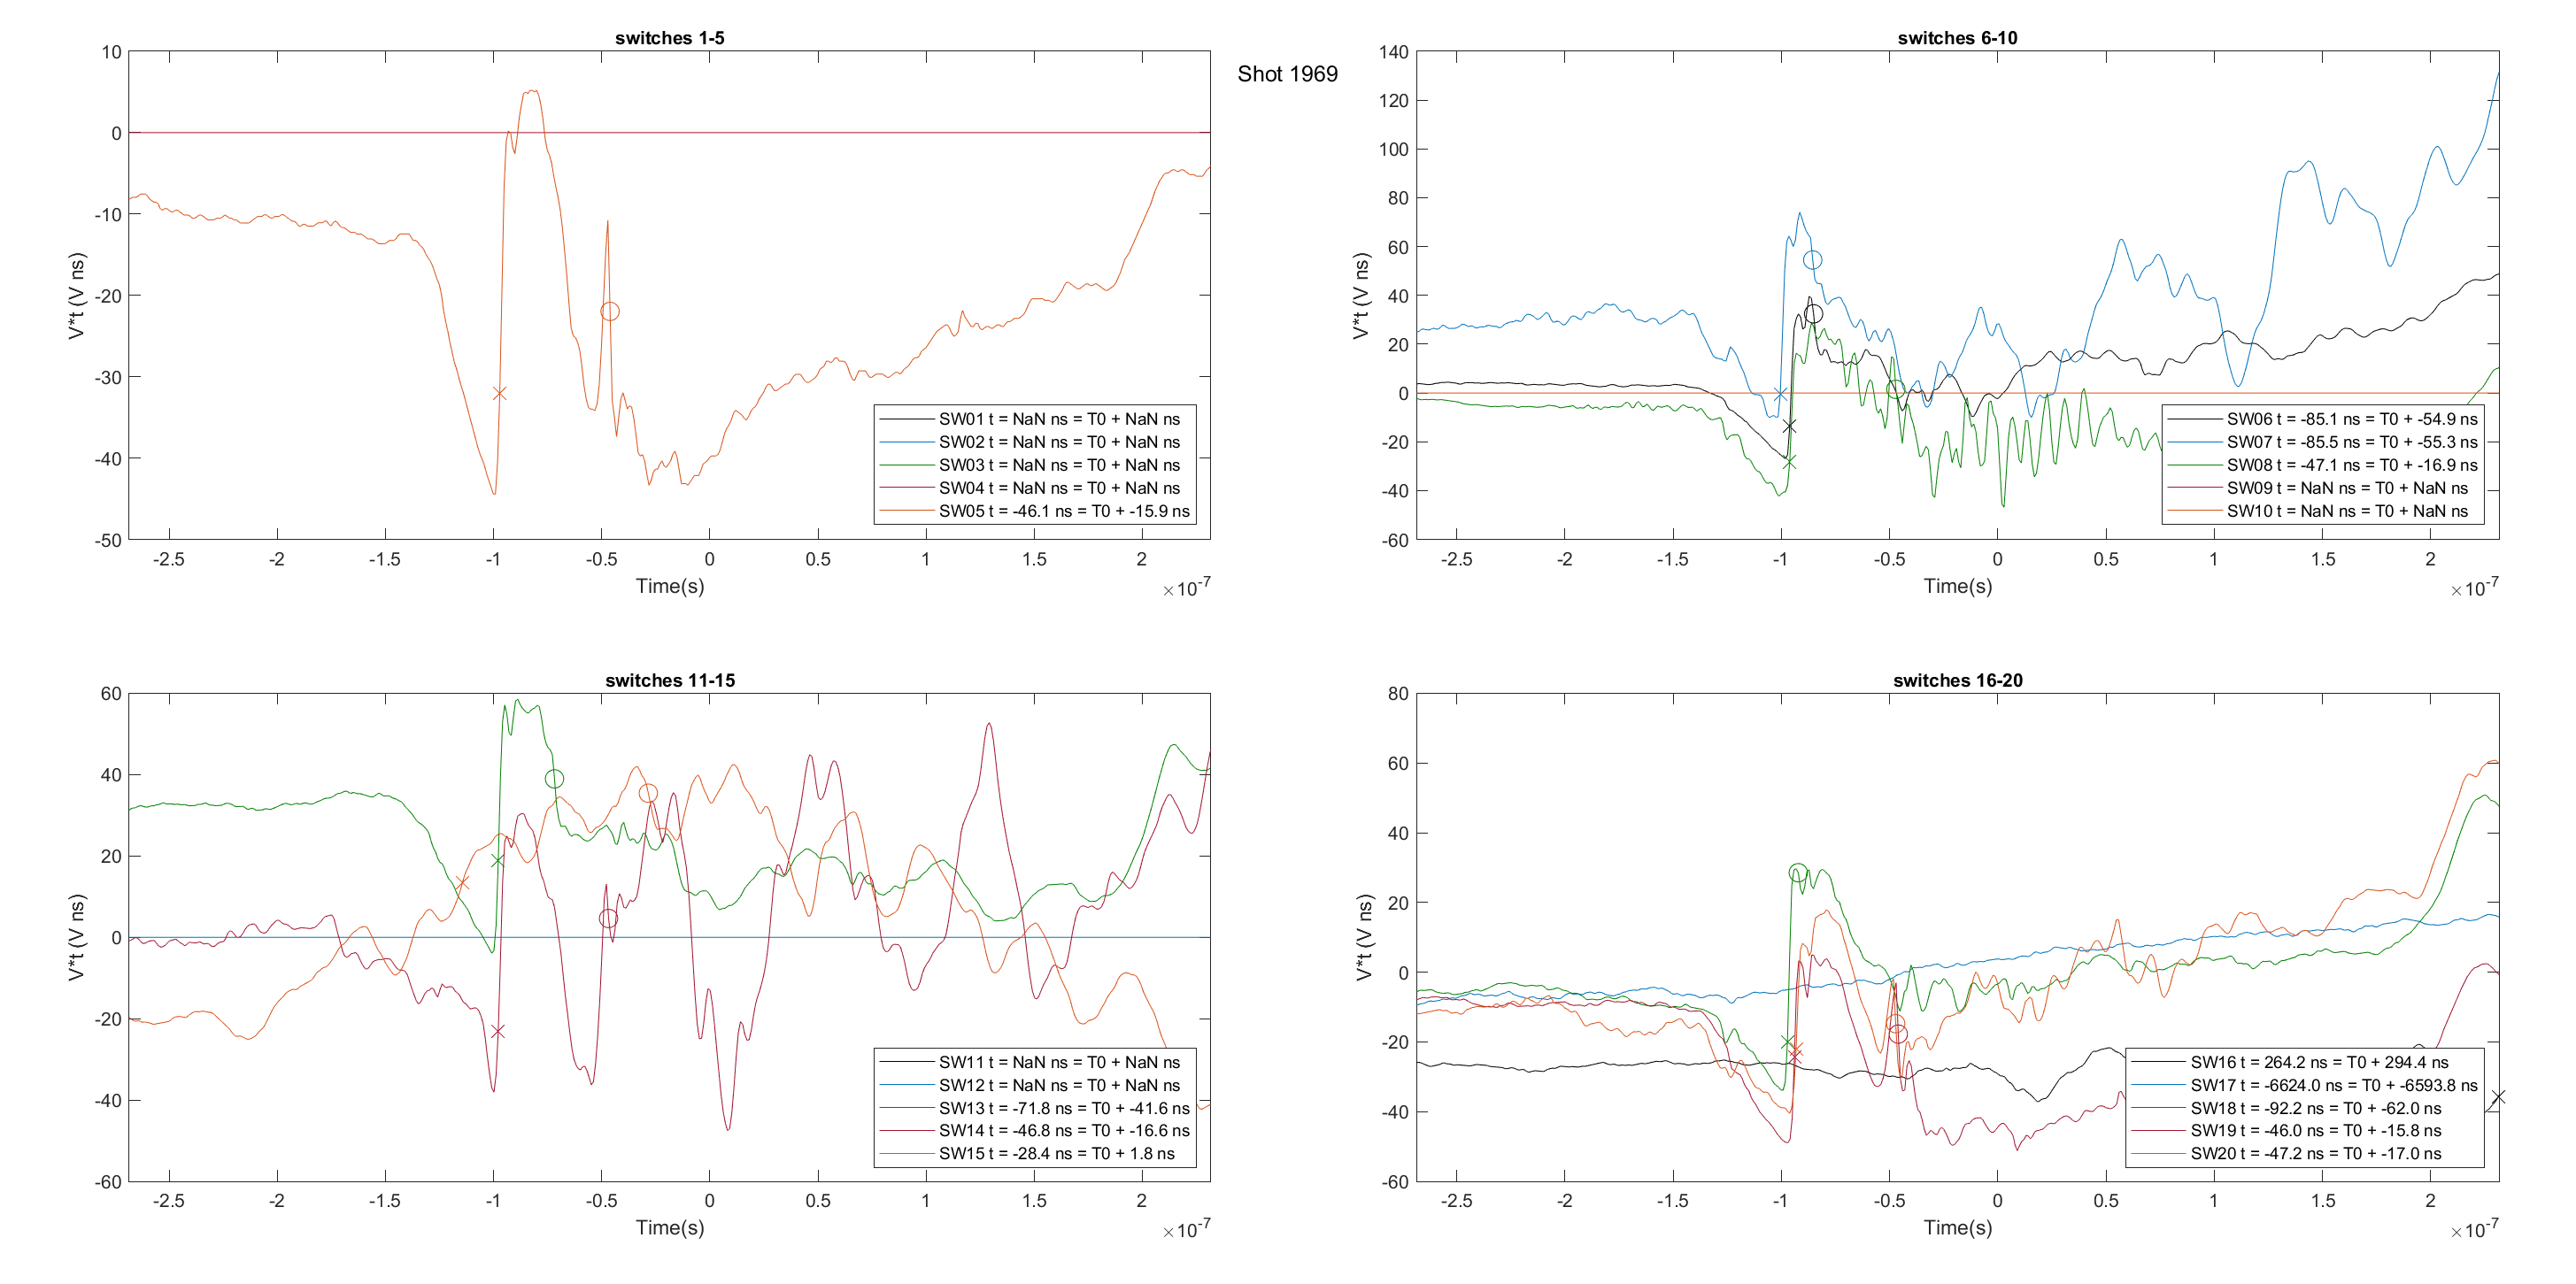 Shot 1969
switches 1-5
10
0
-10
-20
-30
-40
-50
V*t (V ns)
-2.5 -2 -1.5 -1 -0.5 0 0.5 1 1.5 2
Time(s)
×10-7
SW01 t = NaN ns = T0 + NaN ns
SW02 t = NaN ns = T0 + NaN ns
SW03 t = NaN ns = T0 + NaN ns
SW04 t = NaN ns = T0 + NaN ns
SW05 t = -46.1 ns = T0 + -15.9 ns
switches 6-10
140
120
100
80
60
40
20
0
-20
-40
-60
V*t (V ns)
-2.5 -2 -1.5 -1 -0.5 0 0.5 1 1.5 2
Time(s)
×10-7
SW06 t = -85.1 ns = T0 + -54.9 ns
SW07 t = -85.5 ns = T0 + -55.3 ns
SW08 t = -47.1 ns = T0 + -16.9 ns
SW09 t = NaN ns = T0 + NaN ns
SW10 t = NaN ns = T0 + NaN ns
switches 11-15
60
40
20
0
-20
-40
-60
V*t (V ns)
-2.5 -2 -1.5 -1 -0.5 0 0.5 1 1.5 2
Time(s)
×10-7
SW11 t = NaN ns = T0 + NaN ns
SW12 t = NaN ns = T0 + NaN ns
SW13 t = -71.8 ns = T0 + -41.6 ns
SW14 t = -46.8 ns = T0 + -16.6 ns
SW15 t = -28.4 ns = T0 + 1.8 ns
switches 16-20
80
60
40
20
0
-20
-40
-60
V*t (V ns)
-2.5 -2 -1.5 -1 -0.5 0 0.5 1 1.5 2
Time(s)
×10-7
SW16 t = 264.2 ns = T0 + 294.4 ns
SW17 t = -6624.0 ns = T0 + -6593.8 ns
SW18 t = -92.2 ns = T0 + -62.0 ns
SW19 t = -46.0 ns = T0 + -15.8 ns
SW20 t = -47.2 ns = T0 + -17.0 ns